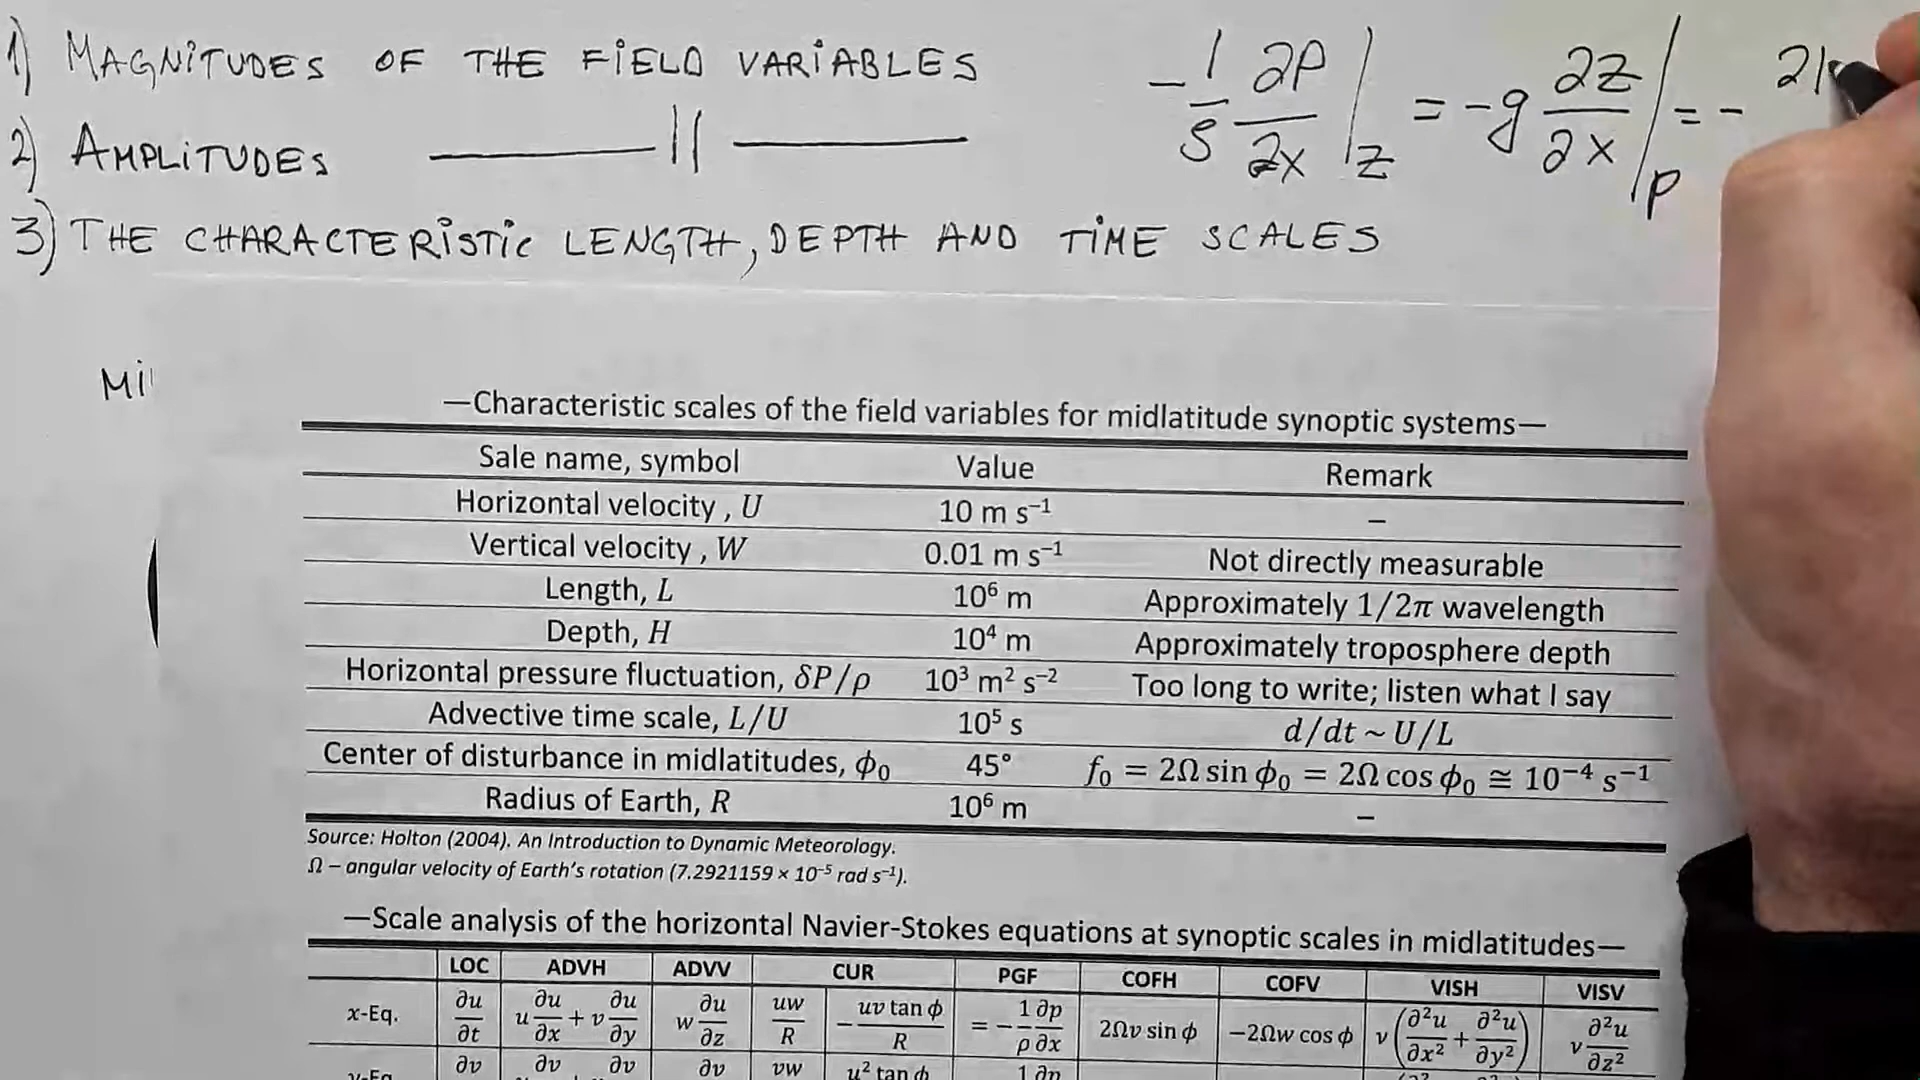 1) MAGNITUDES OF THE FIELD VARIABLES
2) AMPLITUDES —— || ——
3) THE CHARACTERISTIC LENGTH, DEPTH AND TIME SCALES
-1/ρ ∂P/∂x |z = -g ∂z/∂x |p = - ∂
Mi
—Characteristic scales of the field variables for midlatitude synoptic systems—
Sale name, symbol Value Remark
Horizontal velocity , U 10 m s⁻¹ –
Vertical velocity , W 0.01 m s⁻¹ Not directly measurable
Length, L 10⁶ m Approximately 1/2π wavelength
Depth, H 10⁴ m Approximately troposphere depth
Horizontal pressure fluctuation, δP/ρ 10³ m² s⁻² Too long to write; listen what I say
Advective time scale, L/U 10⁵ s d/dt ~ U/L
Center of disturbance in midlatitudes, ϕ₀ 45° f₀ = 2Ω sin ϕ₀ = 2Ω cos ϕ₀ ≅ 10⁻⁴ s⁻¹
Radius of Earth, R 10⁶ m –
Source: Holton (2004). An Introduction to Dynamic Meteorology.
Ω – angular velocity of Earth's rotation (7.2921159 × 10⁻⁵ rad s⁻¹).
—Scale analysis of the horizontal Navier-Stokes equations at synoptic scales in midlatitudes—
LOC ADVH ADVV CUR PGF COFH COFV VISH VISV
x-Eq. ∂u/∂t u ∂u/∂x + v ∂u/∂y w ∂u/∂z uw/R - uv tan ϕ/R = - 1/ρ ∂p/∂x 2Ωv sin ϕ -2Ωw cos ϕ ν(∂²u/∂x² + ∂²u/∂y²) ν ∂²u/∂z²
y-Eq ∂v ∂v ∂v ∂v vw u² tan ϕ 1 ∂p